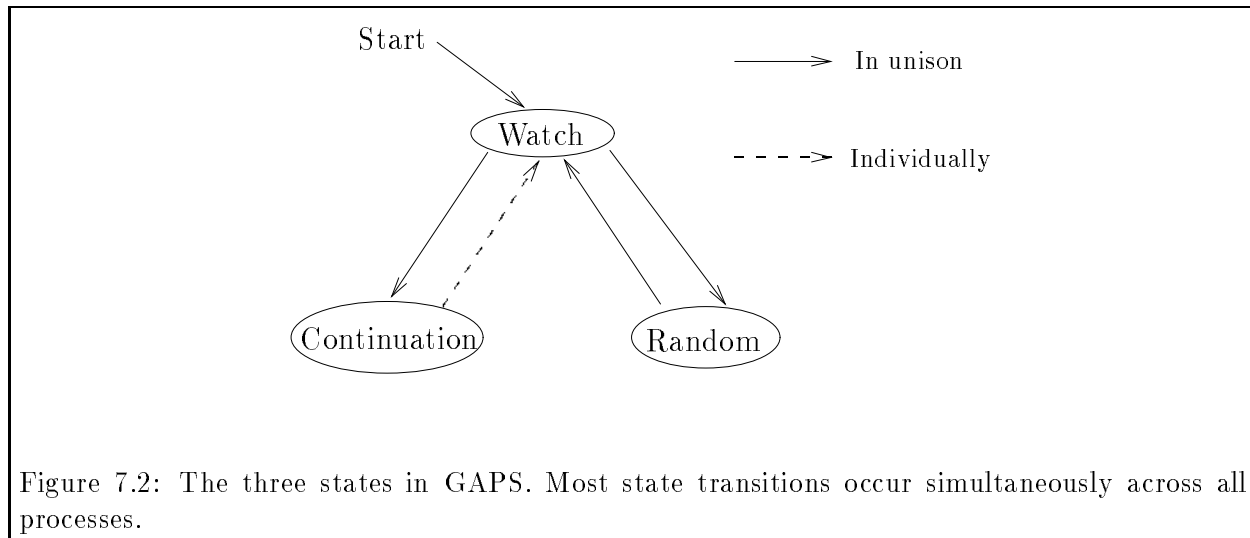 Start
In unison
Watch
Individually
Continuation
Random
Figure 7.2: The three states in GAPS. Most state transitions occur simultaneously across all
processes.